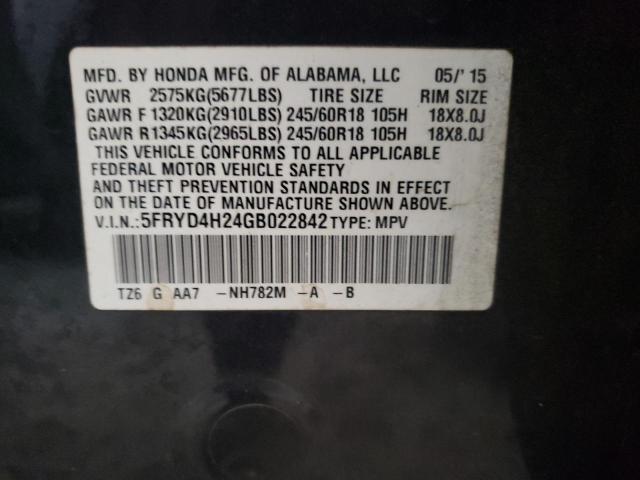 MFD. BY HONDA MFG. OF ALABAMA, LLC 05/' 15
GVWR 2575KG(5677LBS) TIRE SIZE RIM SIZE
GAWR F 1320KG(2910LBS) 245/60R18 105H 18X8.0J
GAWR R1345KG(2965LBS) 245/60R18 105H 18X8.0J
THIS VEHICLE CONFORMS TO ALL APPLICABLE
FEDERAL MOTOR VEHICLE SAFETY
AND THEFT PREVENTION STANDARDS IN EFFECT
ON THE DATE OF MANUFACTURE SHOWN ABOVE.
V.I.N.:5FRYD4H24GB022842 TYPE: MPV
TZ6 G AA7 -NH782M -A -B